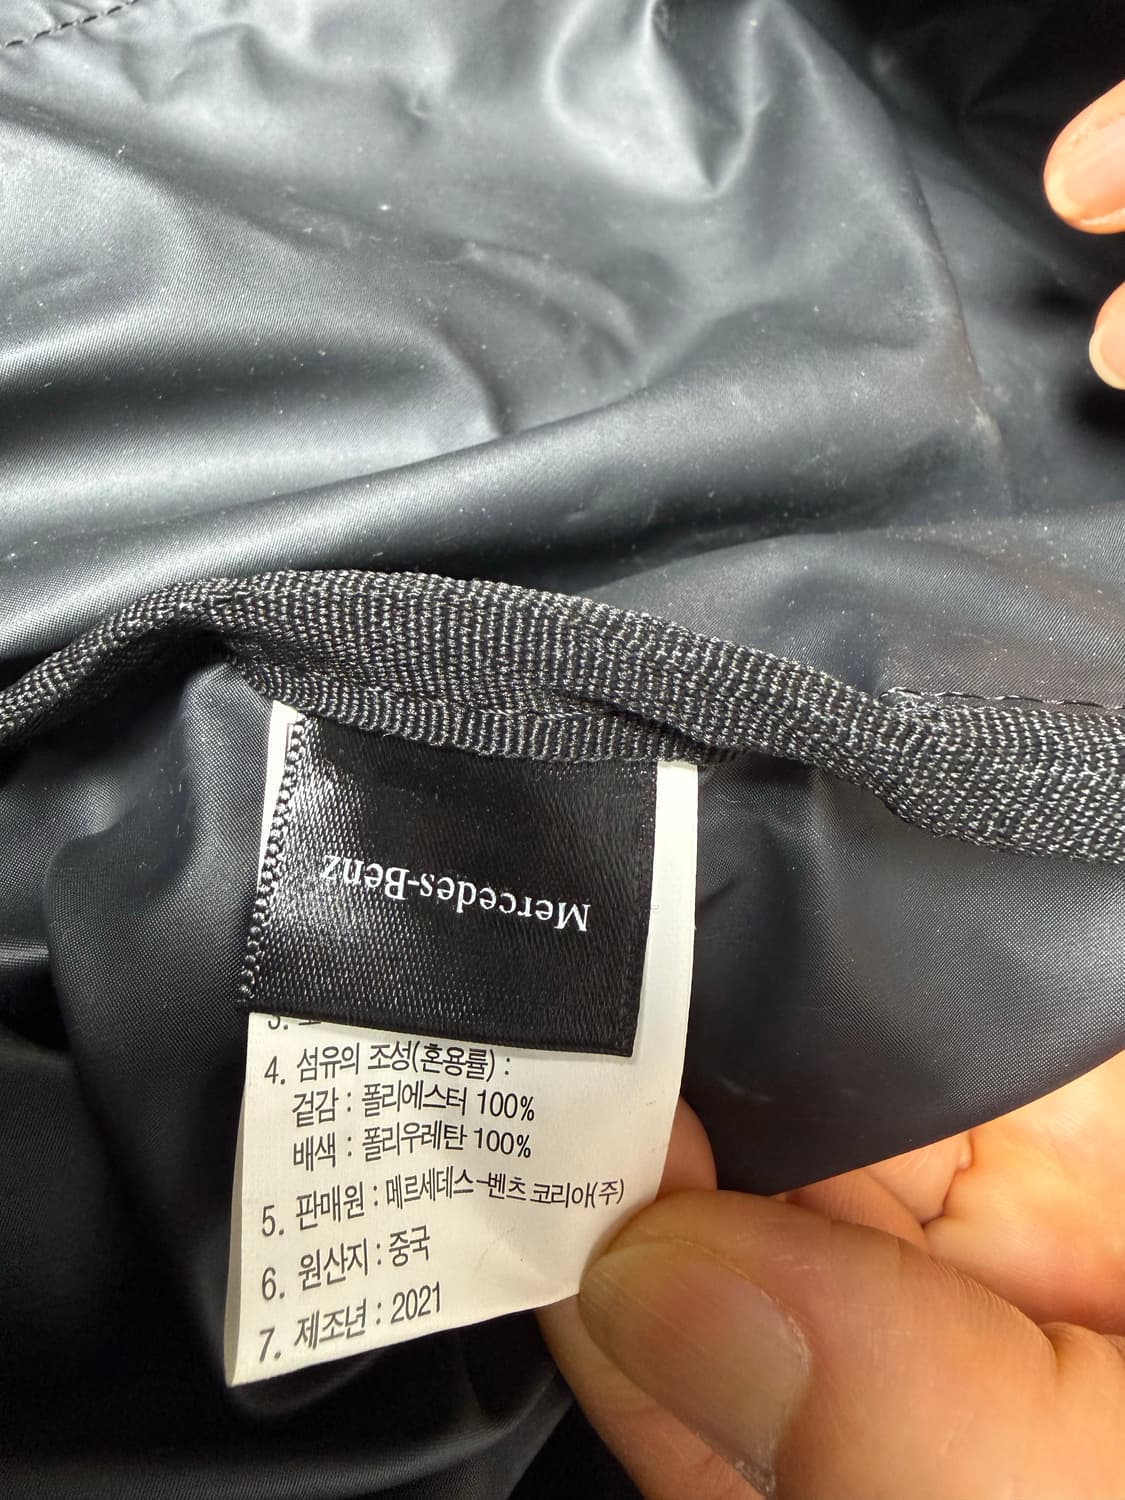 Mercedes-Benz
3.
4. 섬유의 조성(혼용률) :
겉감 : 폴리에스터 100%
배색 : 폴리우레탄 100%
5. 판매원 : 메르세데스-벤츠 코리아(주)
6. 원산지 : 중국
7. 제조년 : 2021